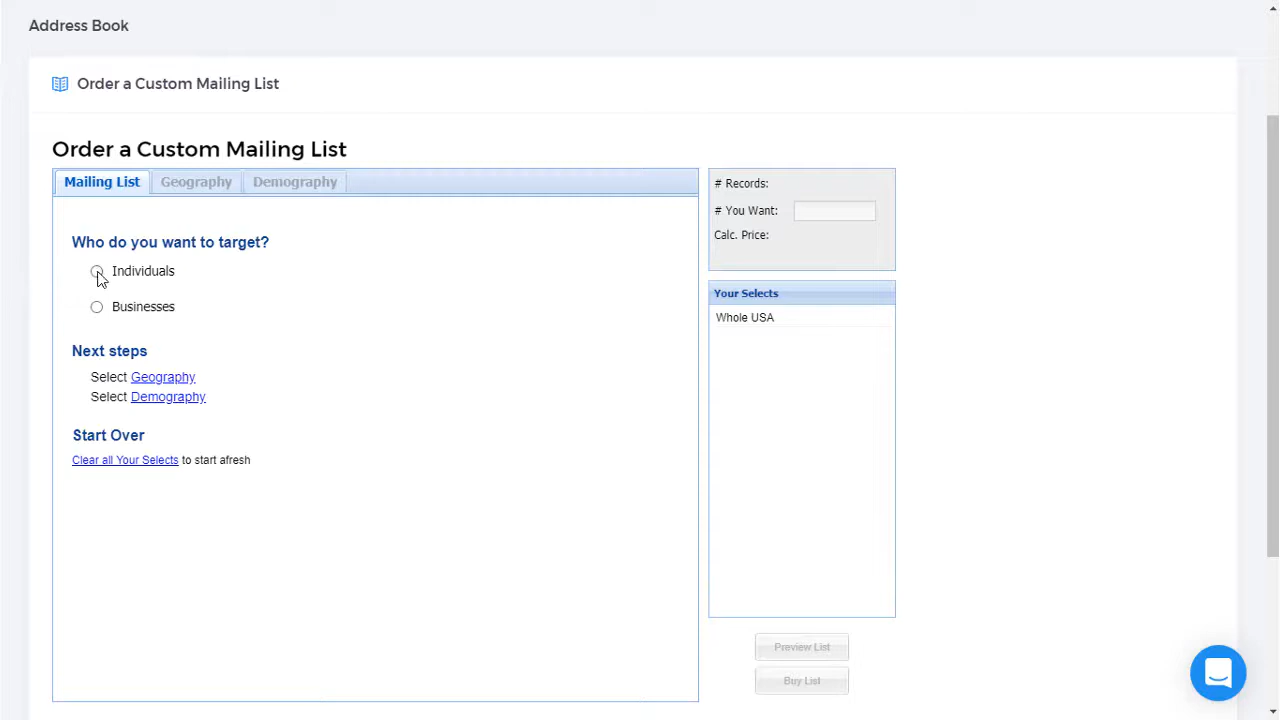 Address Book
Order a Custom Mailing List
Order a Custom Mailing List
Mailing List Geography Demography
Who do you want to target?
Individuals
Businesses
Next steps
Select Geography
Select Demography
Start Over
Clear all Your Selects to start afresh
# Records:
# You Want:
Calc. Price:
Your Selects
Whole USA
Preview List
Buy List